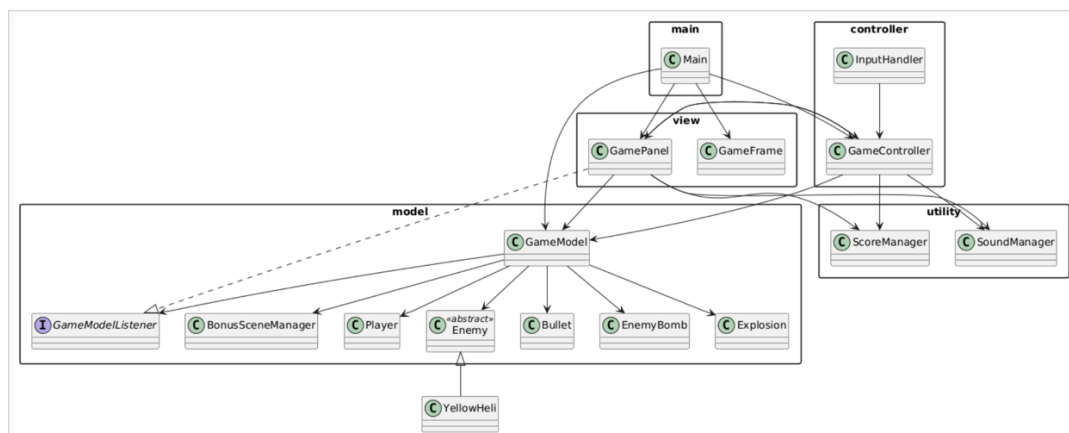 main
controller
C Main
C InputHandler
view
C GamePanel
C GameFrame
C GameController
model
utility
C GameModel
C ScoreManager
C SoundManager
I GameModelListener
C BonusSceneManager
C Player
C «abstract»
Enemy
C Bullet
C EnemyBomb
C Explosion
C YellowHeli